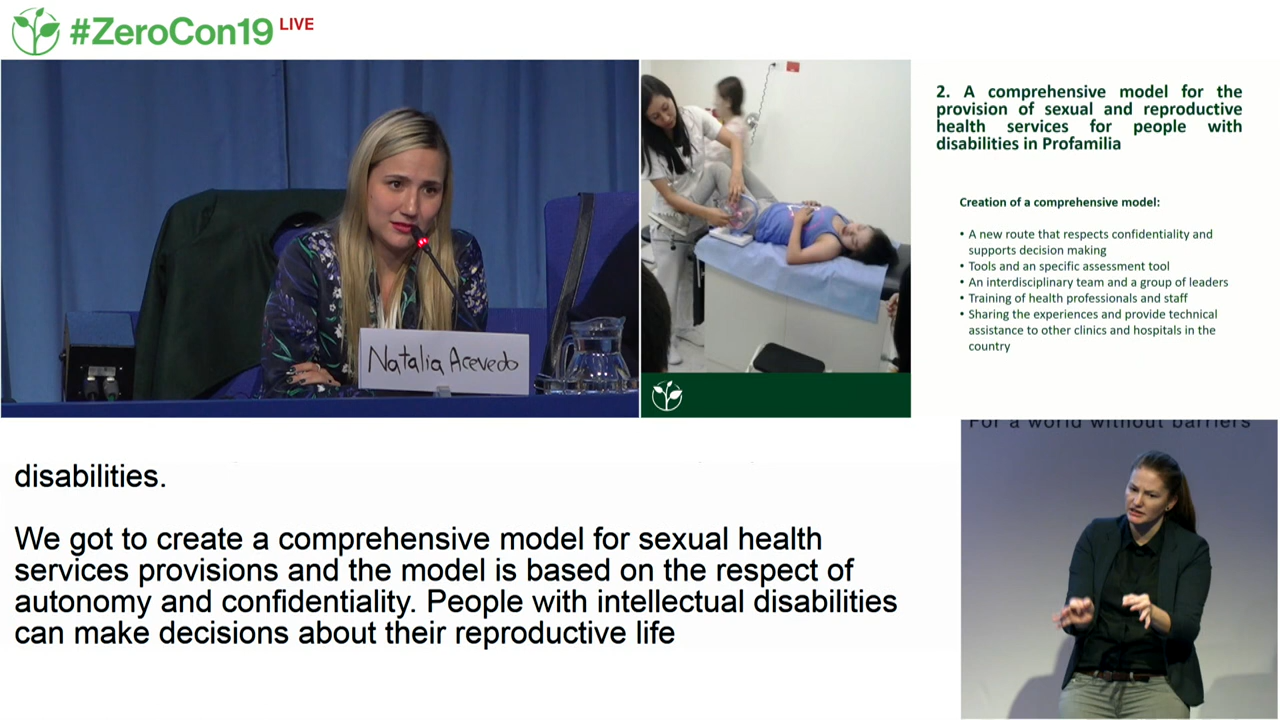 #ZeroCon19 LIVE
Natalia Acevedo
2. A comprehensive model for the
provision of sexual and reproductive
health services for people with
disabilities in Profamilia
Creation of a comprehensive model:
• A new route that respects confidentiality and
supports decision making
• Tools and an specific assessment tool
• An interdisciplinary team and a group of leaders
• Training of health professionals and staff
• Sharing the experiences and provide technical
assistance to other clinics and hospitals in the
country
disabilities.
We got to create a comprehensive model for sexual health
services provisions and the model is based on the respect of
autonomy and confidentiality. People with intellectual disabilities
can make decisions about their reproductive life
For a world without barriers